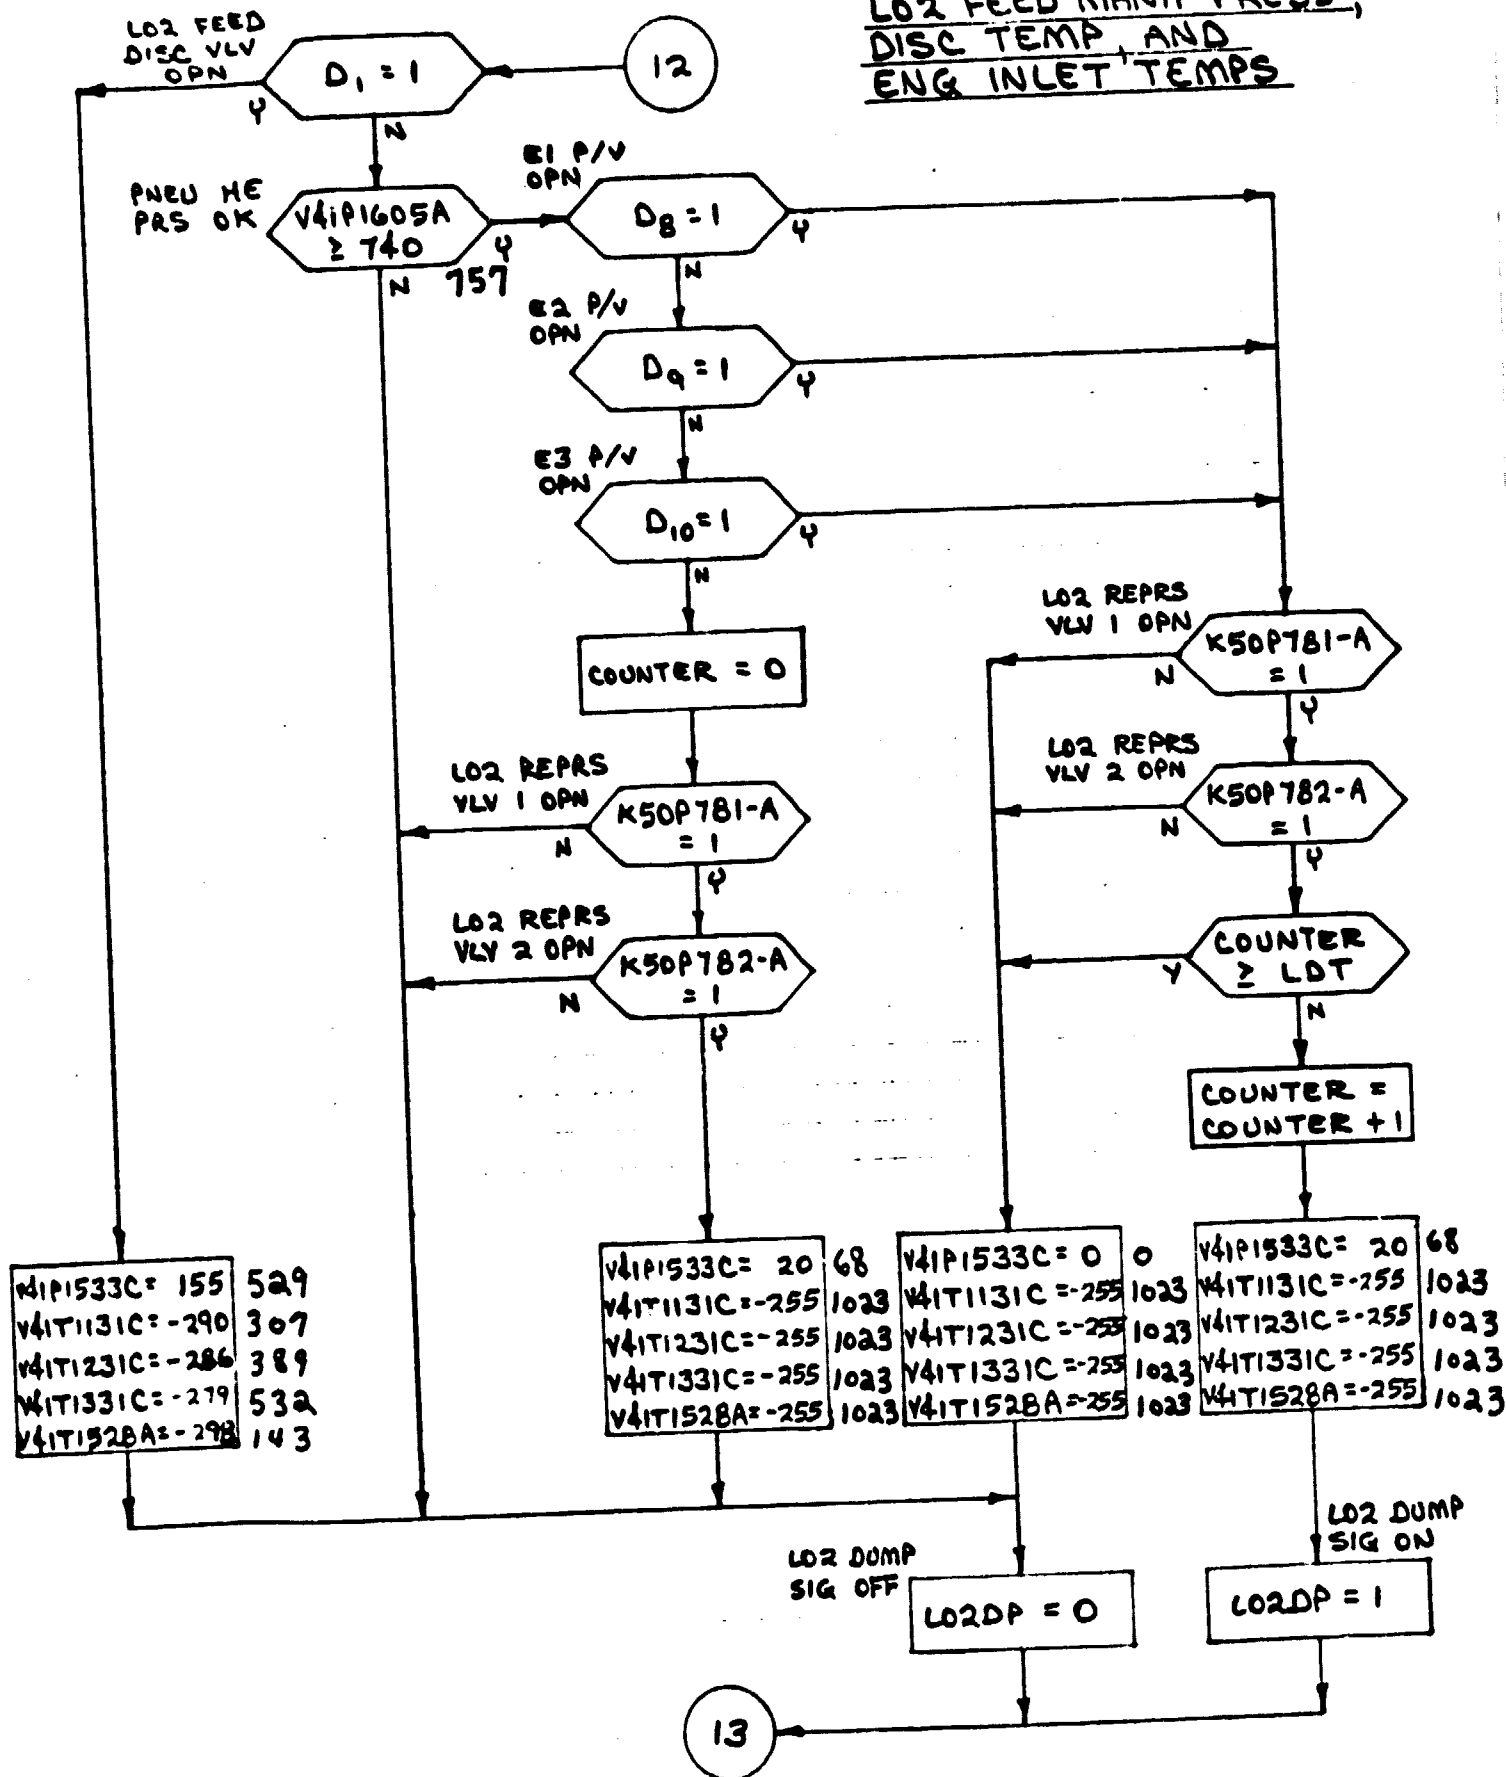 LO2 FEED MANIF PRESS,
DISC TEMP, AND
ENG INLET TEMPS
LO2 FEED
DISC VLV
OPN
D1 = 1
12
Y
N
PNEU HE
PRS OK
V41P1605A
≥ 740
Y
757
N
E1 P/V
OPN
D8 = 1
Y
N
E2 P/V
OPN
D9 = 1
Y
N
E3 P/V
OPN
D10 = 1
Y
N
COUNTER = 0
LO2 REPRS
VLV 1 OPN
K50P781-A
= 1
N
Y
LO2 REPRS
VLV 2 OPN
K50P782-A
= 1
N
Y
LO2 REPRS
VLV 1 OPN
K50P781-A
= 1
N
Y
LO2 REPRS
VLV 2 OPN
K50P782-A
= 1
N
Y
COUNTER
≥ LDT
Y
N
COUNTER =
COUNTER + 1
V41P1533C= 155 529
V41T1131C=-290 307
V41T1231C=-286 389
V41T1331C=-279 532
V41T1528A=-298 143
V41P1533C= 20 68
V41T1131C=-255 1023
V41T1231C=-255 1023
V41T1331C=-255 1023
V41T1528A=-255 1023
V41P1533C= 0 0
V41T1131C=-255 1023
V41T1231C=-255 1023
V41T1331C=-255 1023
V41T1528A=-255 1023
V41P1533C= 20 68
V41T1131C=-255 1023
V41T1231C=-255 1023
V41T1331C=-255 1023
V41T1528A=-255 1023
LO2 DUMP
SIG OFF
LO2DP = 0
LO2 DUMP
SIG ON
LO2DP = 1
13